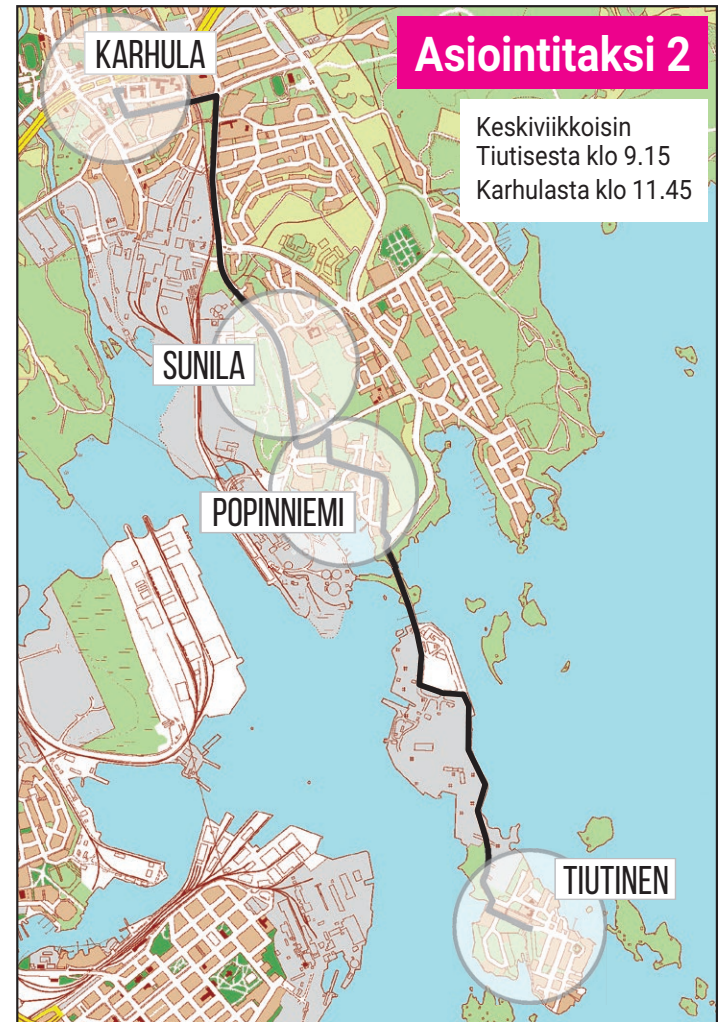 KARHULA
Asiointitaksi 2
Keskiviikkoisin
Tiutisesta klo 9.15
Karhulasta klo 11.45
SUNILA
POPINNIEMI
TIUTINEN